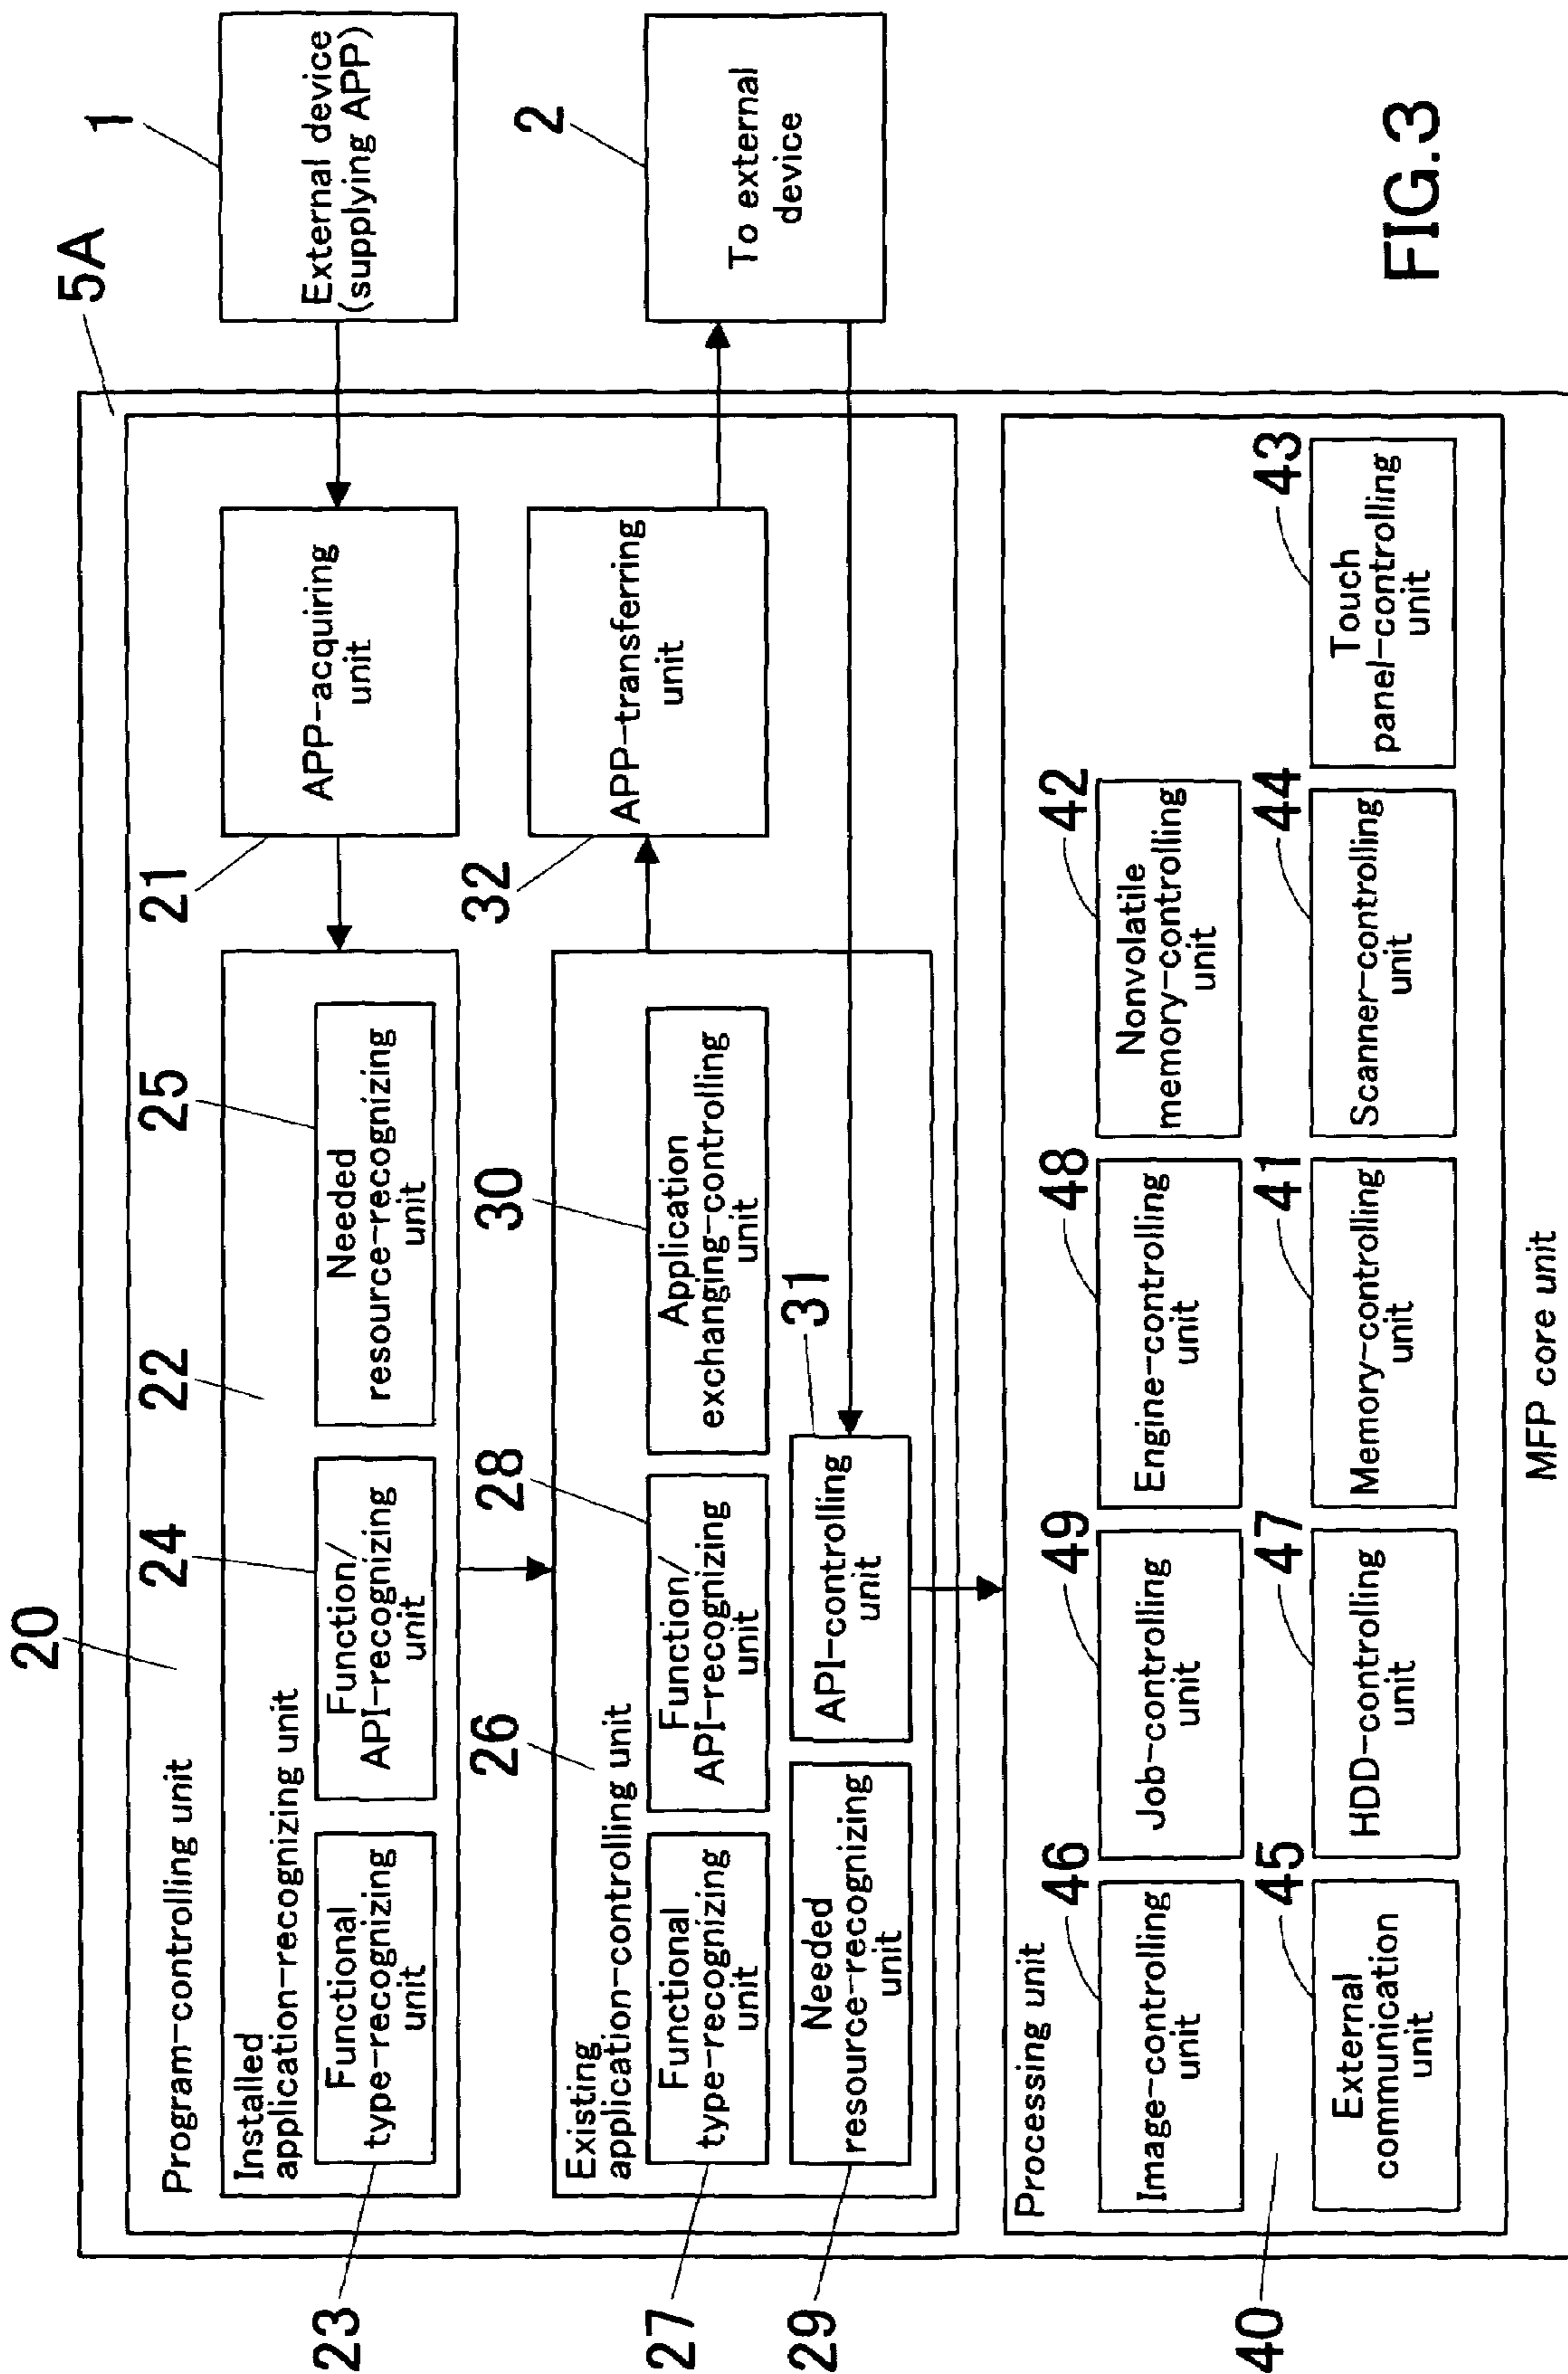 20
5A
1
Program-controlling unit
22
Installed
application-recognizing unit
24
25
21
23
Functional
type-recognizing
unit
Function/
API-recognizing
unit
Needed
resource-recognizing
unit
APP-acquiring
unit
External device
(supplying APP)
26
Existing
application-controlling unit
28
30
32
2
27
Functional
type-recognizing
unit
Function/
API-recognizing
unit
Application
exchanging-controlling
unit
APP-transferring
unit
To external
device
31
29
Needed
resource-recognizing
unit
API-controlling
unit
Processing unit
46
49
48
42
Image-controlling
unit
Job-controlling
unit
Engine-controlling
unit
Nonvolatile
memory-controlling
unit
40
45
47
41
44
43
External
communication
unit
HDD-controlling
unit
Memory-controlling
unit
Scanner-controlling
unit
Touch
panel-controlling
unit
MFP core unit
FIG.3